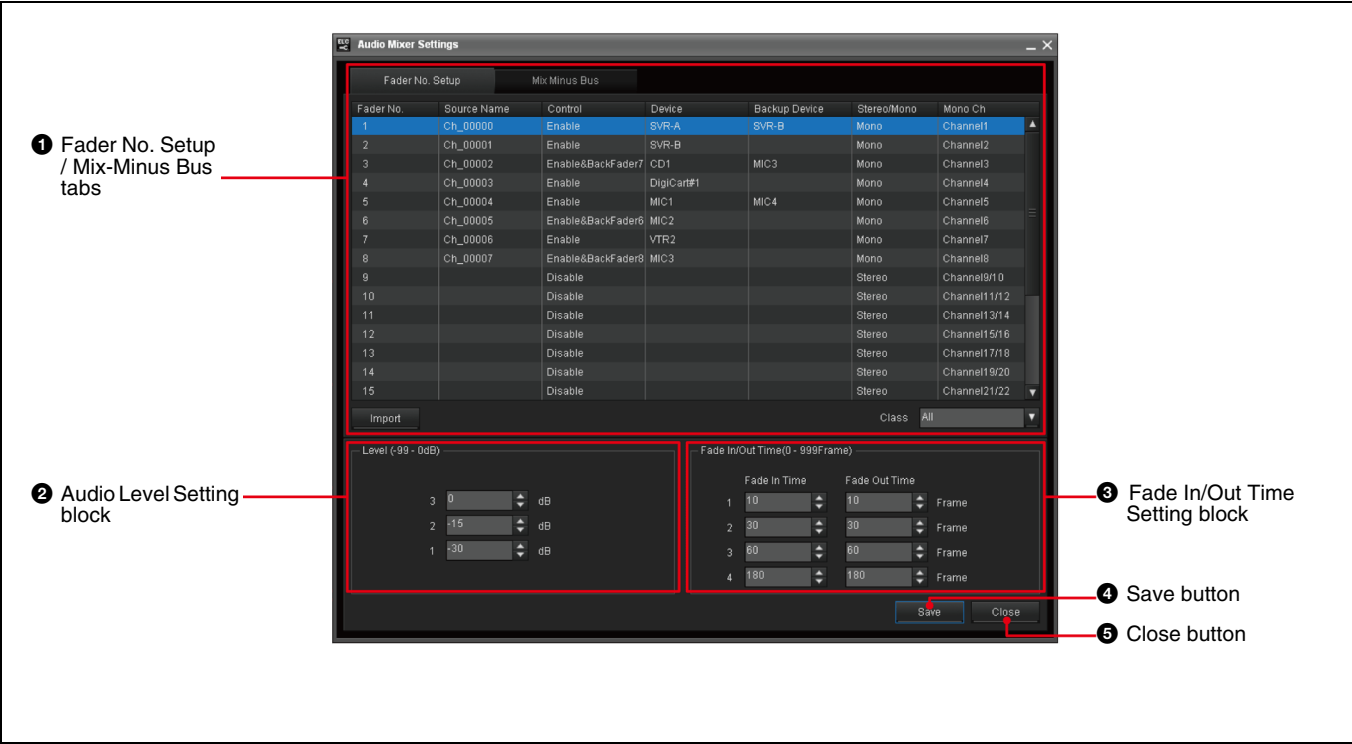 ELC
Audio Mixer Settings
Fader No. Setup Mix Minus Bus
Fader No. Source Name Control Device Backup Device Stereo/Mono Mono Ch
1 Ch_00000 Enable SVR-A SVR-B Mono Channel1
2 Ch_00001 Enable SVR-B Mono Channel2
3 Ch_00002 Enable&BackFader7 CD1 MIC3 Mono Channel3
4 Ch_00003 Enable DigiCart#1 Mono Channel4
5 Ch_00004 Enable MIC1 MIC4 Mono Channel5
6 Ch_00005 Enable&BackFader6 MIC2 Mono Channel6
7 Ch_00006 Enable VTR2 Mono Channel7
8 Ch_00007 Enable&BackFader8 MIC3 Mono Channel8
9 Disable Stereo Channel9/10
10 Disable Stereo Channel11/12
11 Disable Stereo Channel13/14
12 Disable Stereo Channel15/16
13 Disable Stereo Channel17/18
14 Disable Stereo Channel19/20
15 Disable Stereo Channel21/22
Import Class All
Level (-99 - 0dB)
3 0 dB
2 -15 dB
1 -30 dB
Fade In/Out Time(0 - 999Frame)
Fade In Time Fade Out Time
1 10 10 Frame
2 30 30 Frame
3 60 60 Frame
4 180 180 Frame
Save Close
1 Fader No. Setup
/ Mix-Minus Bus
tabs
2 Audio Level Setting
block
3 Fade In/Out Time
Setting block
4 Save button
5 Close button